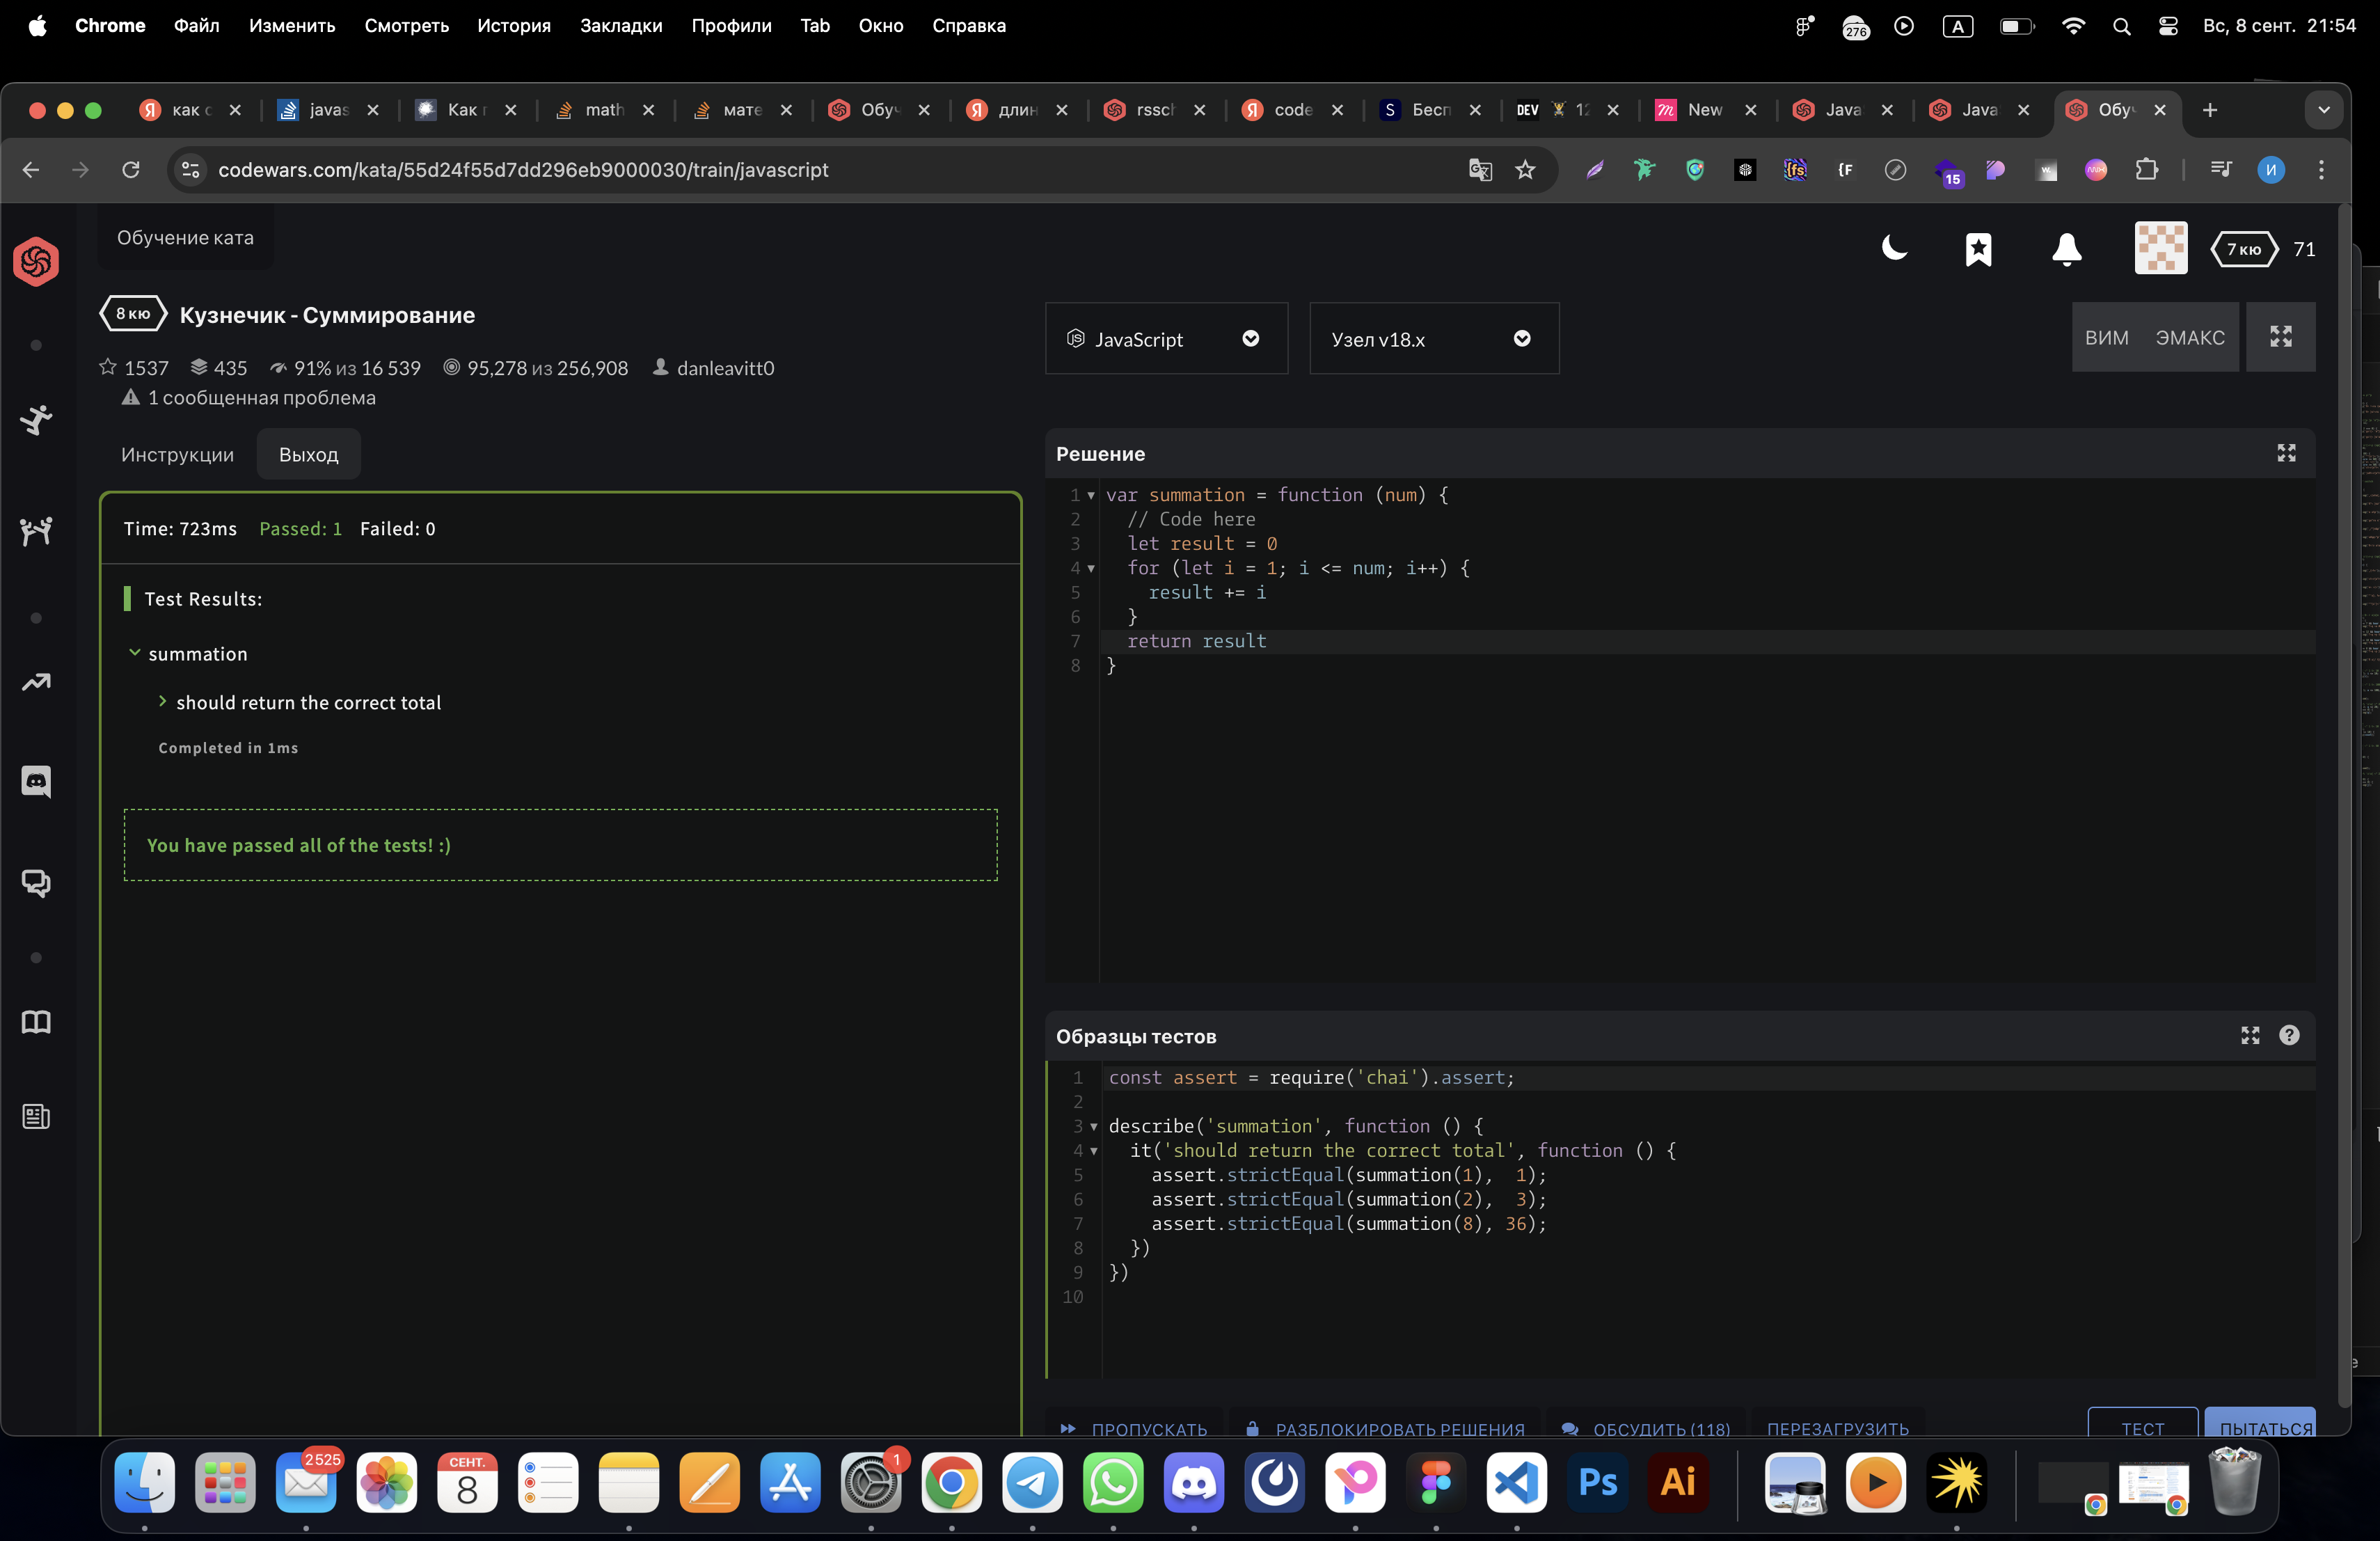 Chrome Файл Изменить Смотреть История Закладки Профили Tab Окно Справка 276 A Вс, 8 сент. 21:54
как с javas Как math мате Обуч длин rssch code S Бесп DEV 12 m New Java Java Обуч
codewars.com/kata/55d24f55d7dd296eb9000030/train/javascript {fs {F 15 w. И
Обучение ката
7 кю 71
8 кю Кузнечик - Суммирование
1537 435 91% из 16 539 95,278 из 256,908 danleavitt0
1 сообщенная проблема
JavaScript Узел v18.x ВИМ ЭМАКС
Инструкции Выход
Time: 723ms Passed: 1 Failed: 0
Test Results:
summation
should return the correct total
Completed in 1ms
You have passed all of the tests! :)
Решение
1 var summation = function (num) {
2 // Code here
3 let result = 0
4 for (let i = 1; i <= num; i++) {
5 result += i
6 }
7 return result
8 }
Образцы тестов
1 const assert = require('chai').assert;
2
3 describe('summation', function () {
4 it('should return the correct total', function () {
5 assert.strictEqual(summation(1), 1);
6 assert.strictEqual(summation(2), 3);
7 assert.strictEqual(summation(8), 36);
8 })
9 })
10
ПРОПУСКАТЬ РАЗБЛОКИРОВАТЬ РЕШЕНИЯ ОБСУДИТЬ (118) ПЕРЕЗАГРУЗИТЬ ТЕСТ ПЫТАТЬСЯ
2525 СЕНТ. 8 1 Ps Ai